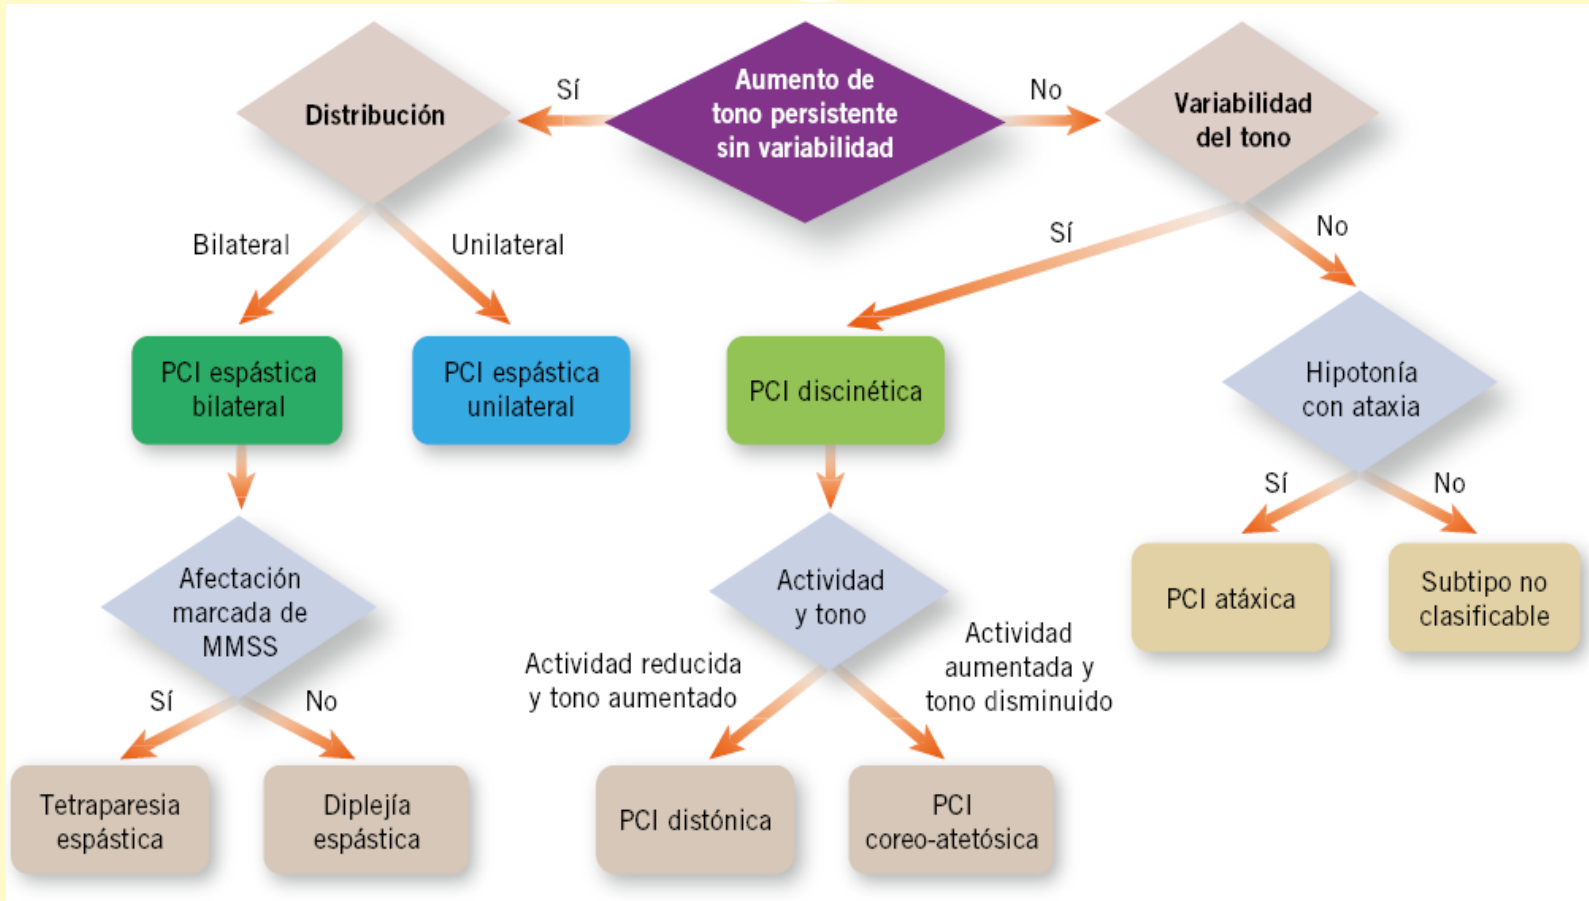 Aumento de
tono persistente
sin variabilidad
Sí
No
Distribución
Variabilidad
del tono
Bilateral
Unilateral
Sí
No
PCI espástica
bilateral
PCI espástica
unilateral
PCI discinética
Hipotonía
con ataxia
Sí
No
Afectación
marcada de
MMSS
Actividad
y tono
PCI atáxica
Subtipo no
clasificable
Sí
No
Actividad reducida
y tono aumentado
Actividad
aumentada y
tono disminuido
Tetraparesia
espástica
Diplejía
espástica
PCI distónica
PCI
coreo-atetósica